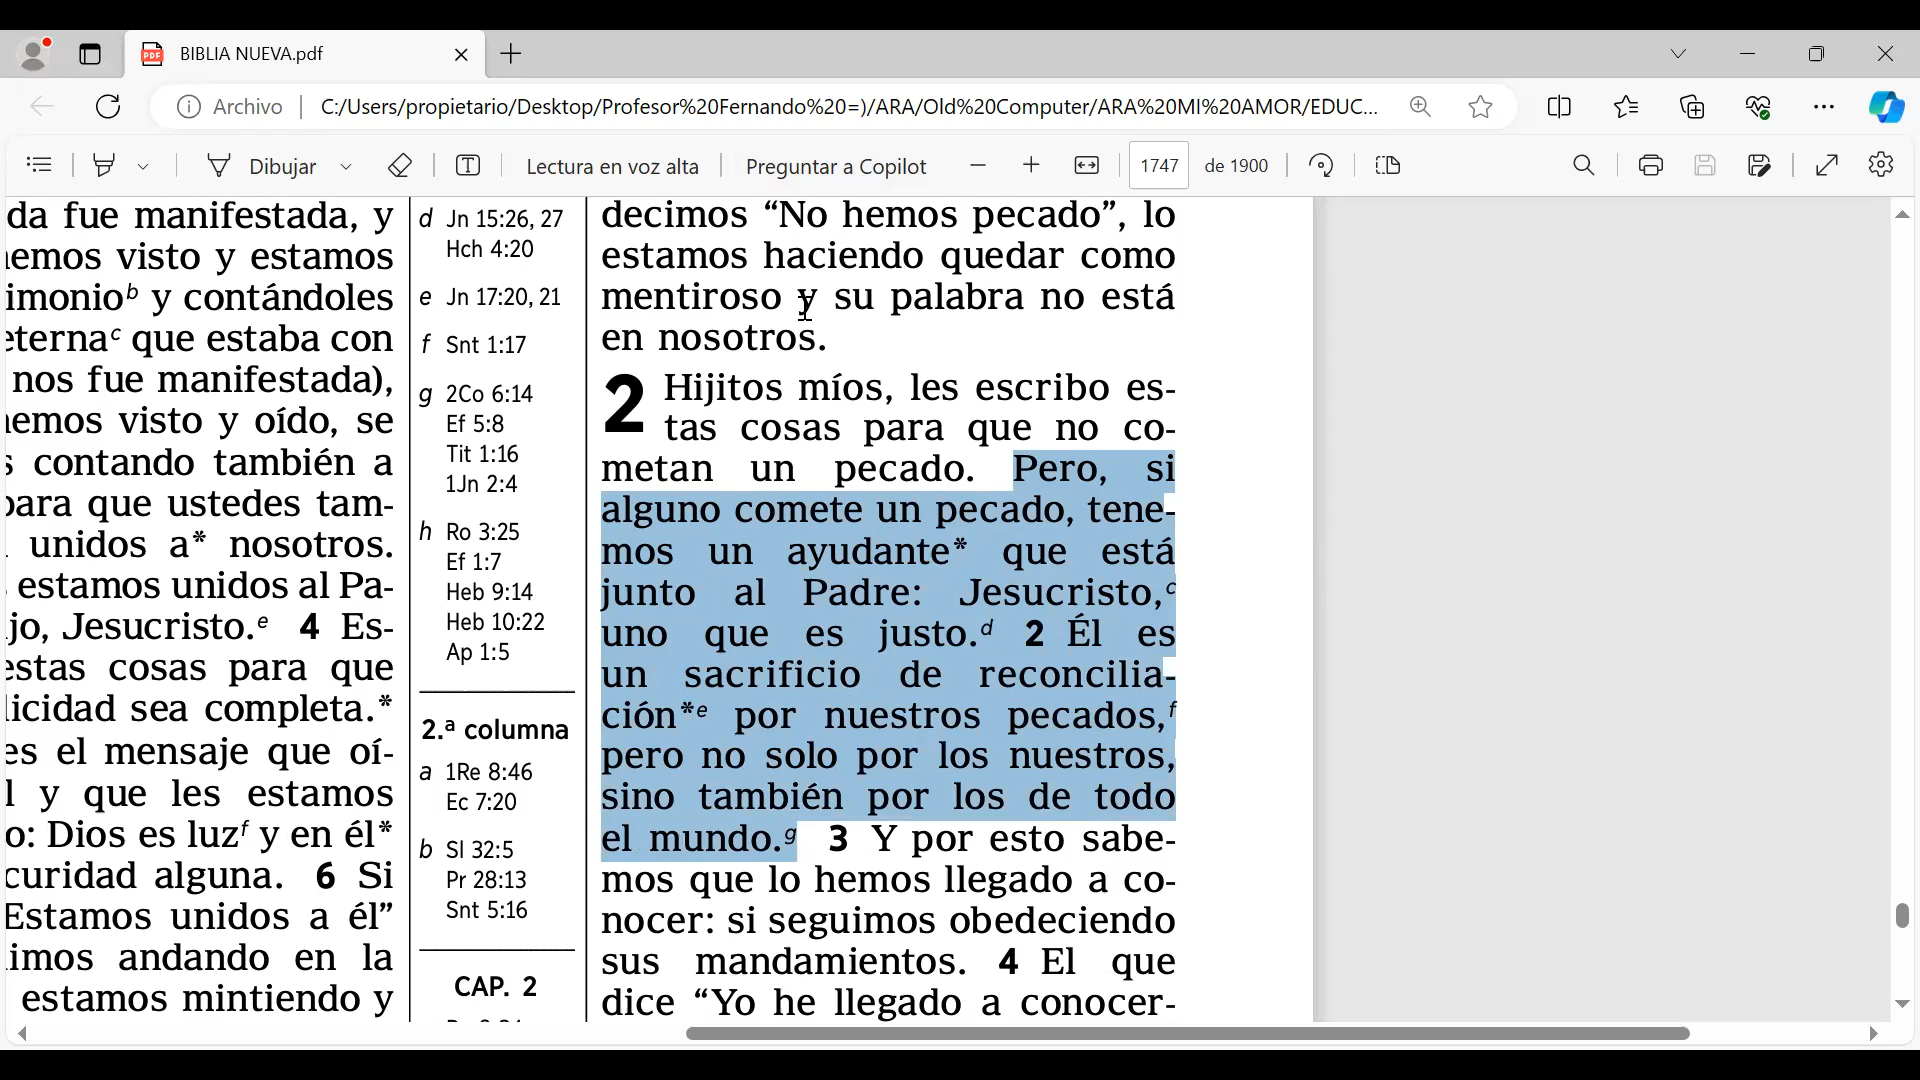 BIBLIA NUEVA.pdf
Archivo
C:/Users/propietario/Desktop/Profesor%20Fernando%20=)/ARA/Old%20Computer/ARA%20MI%20AMOR/EDUC...
Dibujar
Lectura en voz alta
Preguntar a Copilot
1747 de 1900
da fue manifestada, y
hemos visto y estamos
imonioᵇ y contándoles
eternaᶜ que estaba con
nos fue manifestada),
hemos visto y oído, se
s contando también a
para que ustedes tam-
unidos a* nosotros.
estamos unidos al Pa-
jo, Jesucristo.ᵉ 4 Es-
estas cosas para que
licidad sea completa.*
es el mensaje que oí-
l y que les estamos
o: Dios es luzᶠ y en él*
curidad alguna. 6 Si
Estamos unidos a él”
imos andando en la
estamos mintiendo y
d Jn 15:26, 27
Hch 4:20
e Jn 17:20, 21
f Snt 1:17
g 2Co 6:14
Ef 5:8
Tit 1:16
1Jn 2:4
h Ro 3:25
Ef 1:7
Heb 9:14
Heb 10:22
Ap 1:5
2.ª columna
a 1Re 8:46
Ec 7:20
b Sl 32:5
Pr 28:13
Snt 5:16
CAP. 2
decimos “No hemos pecado”, lo
estamos haciendo quedar como
mentiroso y su palabra no está
en nosotros.
2 Hijitos míos, les escribo es-
tas cosas para que no co-
metan un pecado. Pero, si
alguno comete un pecado, tene-
mos un ayudante* que está
junto al Padre: Jesucristo,ᶜ
uno que es justo.ᵈ 2 Él es
un sacrificio de reconcilia-
ción*ᵉ por nuestros pecados,ᶠ
pero no solo por los nuestros,
sino también por los de todo
el mundo.ᵍ 3 Y por esto sabe-
mos que lo hemos llegado a co-
nocer: si seguimos obedeciendo
sus mandamientos. 4 El que
dice “Yo he llegado a conocer-